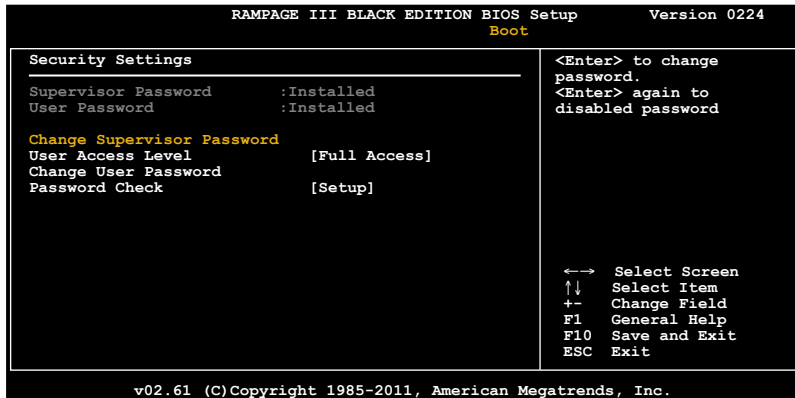 RAMPAGE III BLACK EDITION BIOS Setup Version 0224
Boot
Security Settings
Supervisor Password :Installed
User Password :Installed
Change Supervisor Password
User Access Level [Full Access]
Change User Password
Password Check [Setup]
<Enter> to change
password.
<Enter> again to
disabled password
←→ Select Screen
↑↓ Select Item
+- Change Field
F1 General Help
F10 Save and Exit
ESC Exit
v02.61 (C)Copyright 1985-2011, American Megatrends, Inc.